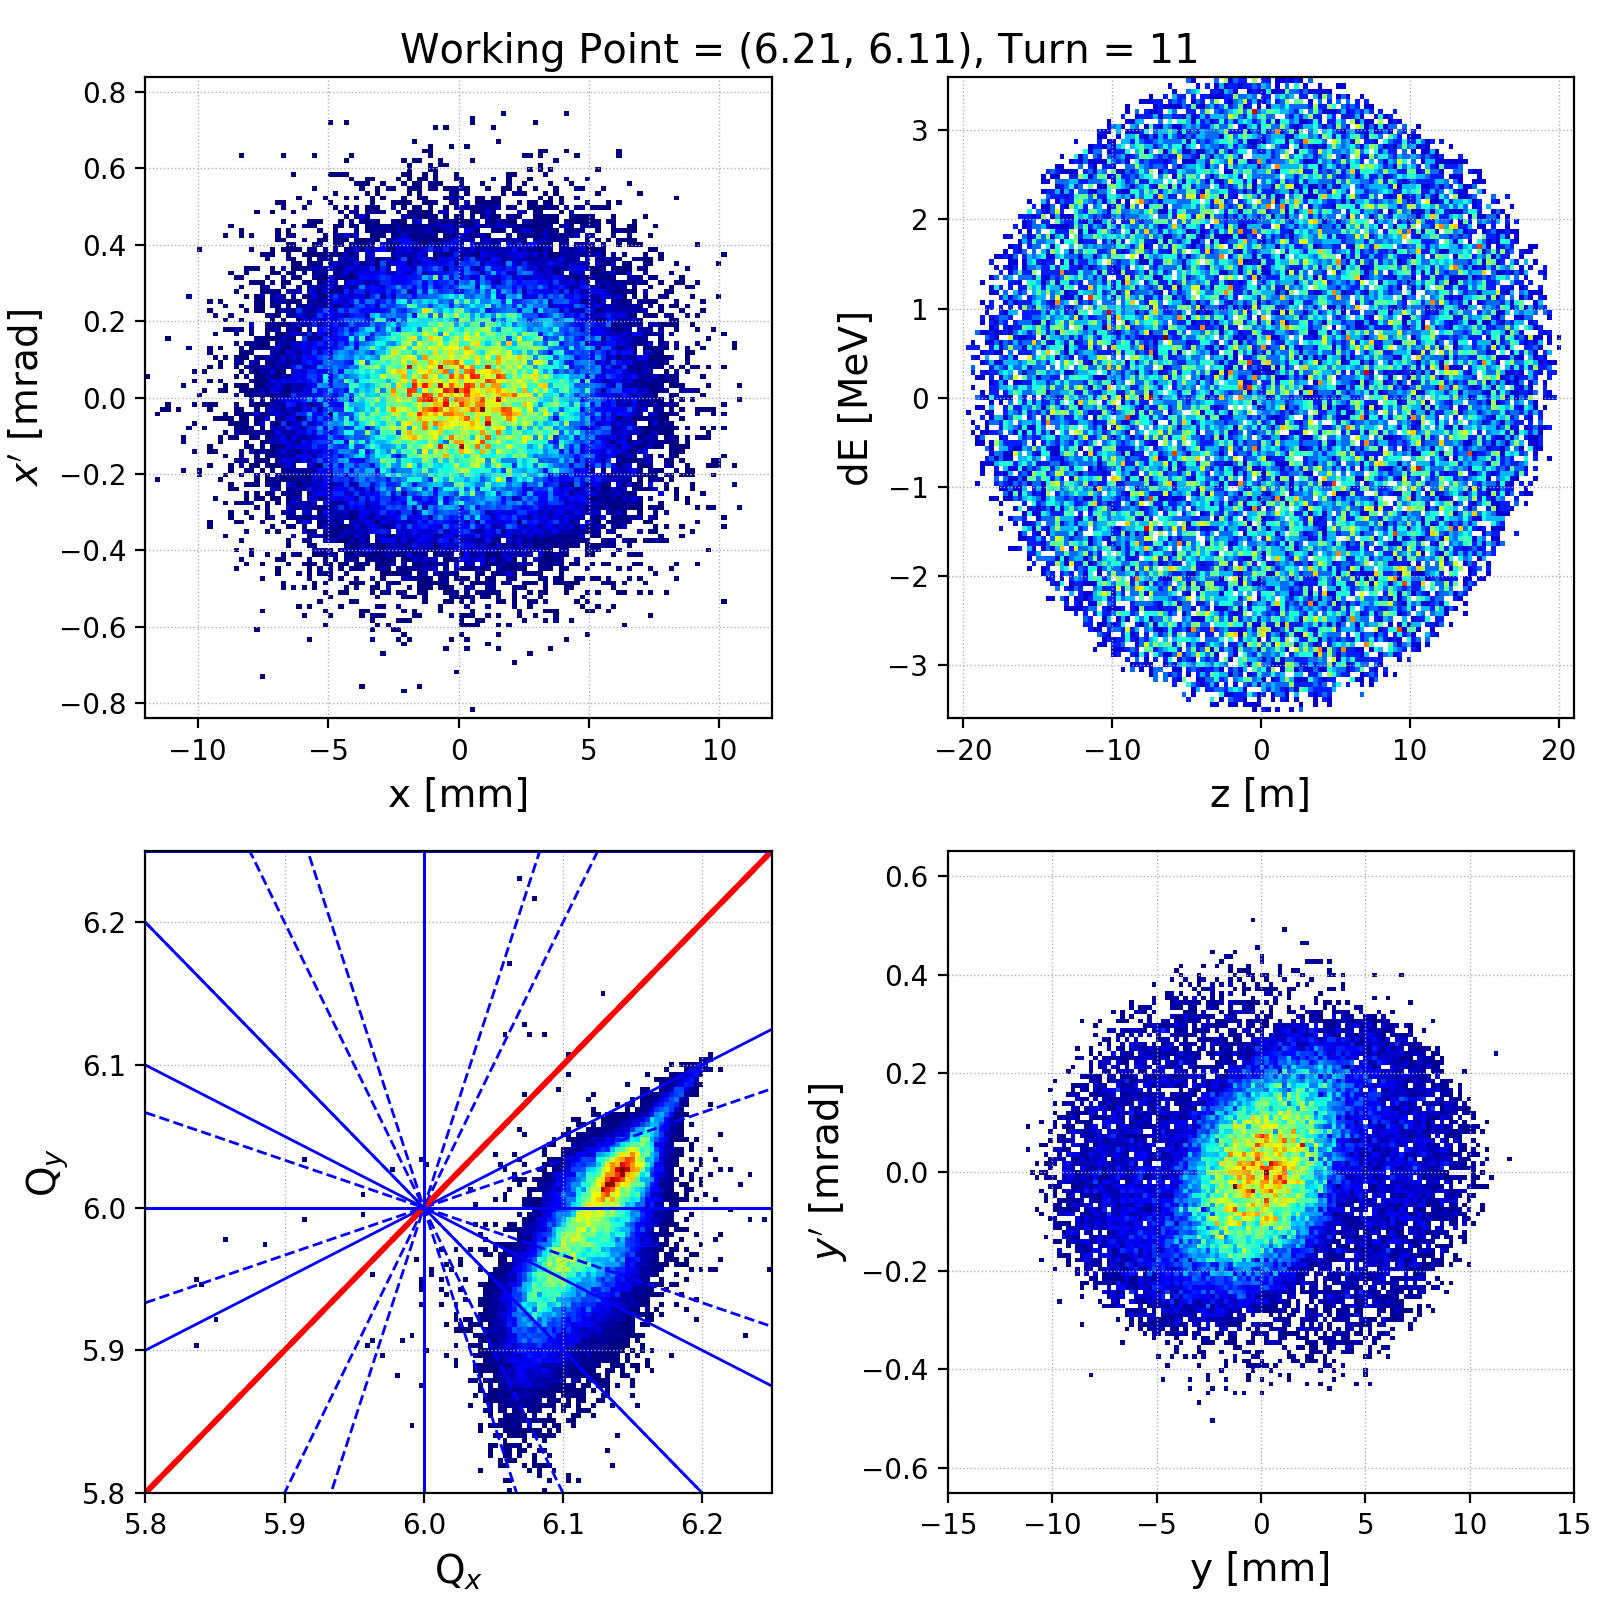 Working Point = (6.21, 6.11), Turn = 11
0.8
0.6
0.4
0.2
0.0
−0.2
−0.4
−0.6
−0.8
x′ [mrad]
−10 −5 0 5 10
x [mm]
3
2
1
0
−1
−2
−3
dE [MeV]
−20 −10 0 10 20
z [m]
6.2
6.1
6.0
5.9
5.8
Qy
5.8 5.9 6.0 6.1 6.2
Qx
0.6
0.4
0.2
0.0
−0.2
−0.4
−0.6
y′ [mrad]
−15 −10 −5 0 5 10 15
y [mm]